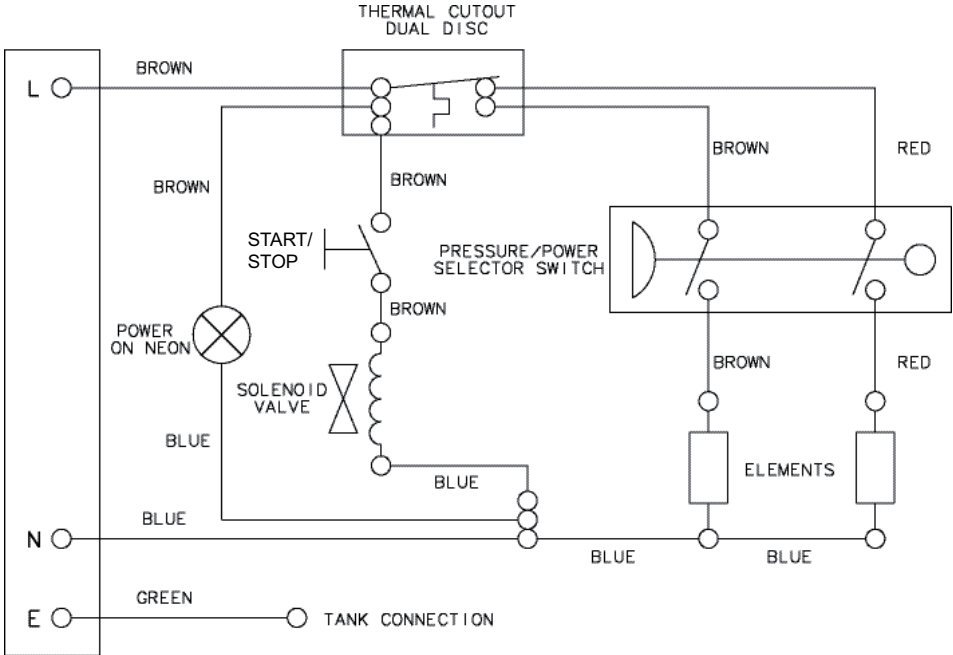 THERMAL CUTOUT
DUAL DISC
L
BROWN
BROWN
BROWN
BROWN
RED
START/
STOP
PRESSURE/POWER
SELECTOR SWITCH
BROWN
POWER
ON NEON
BROWN
RED
SOLENOID
VALVE
BLUE
ELEMENTS
BLUE
N
BLUE
BLUE
BLUE
E
GREEN
TANK CONNECTION